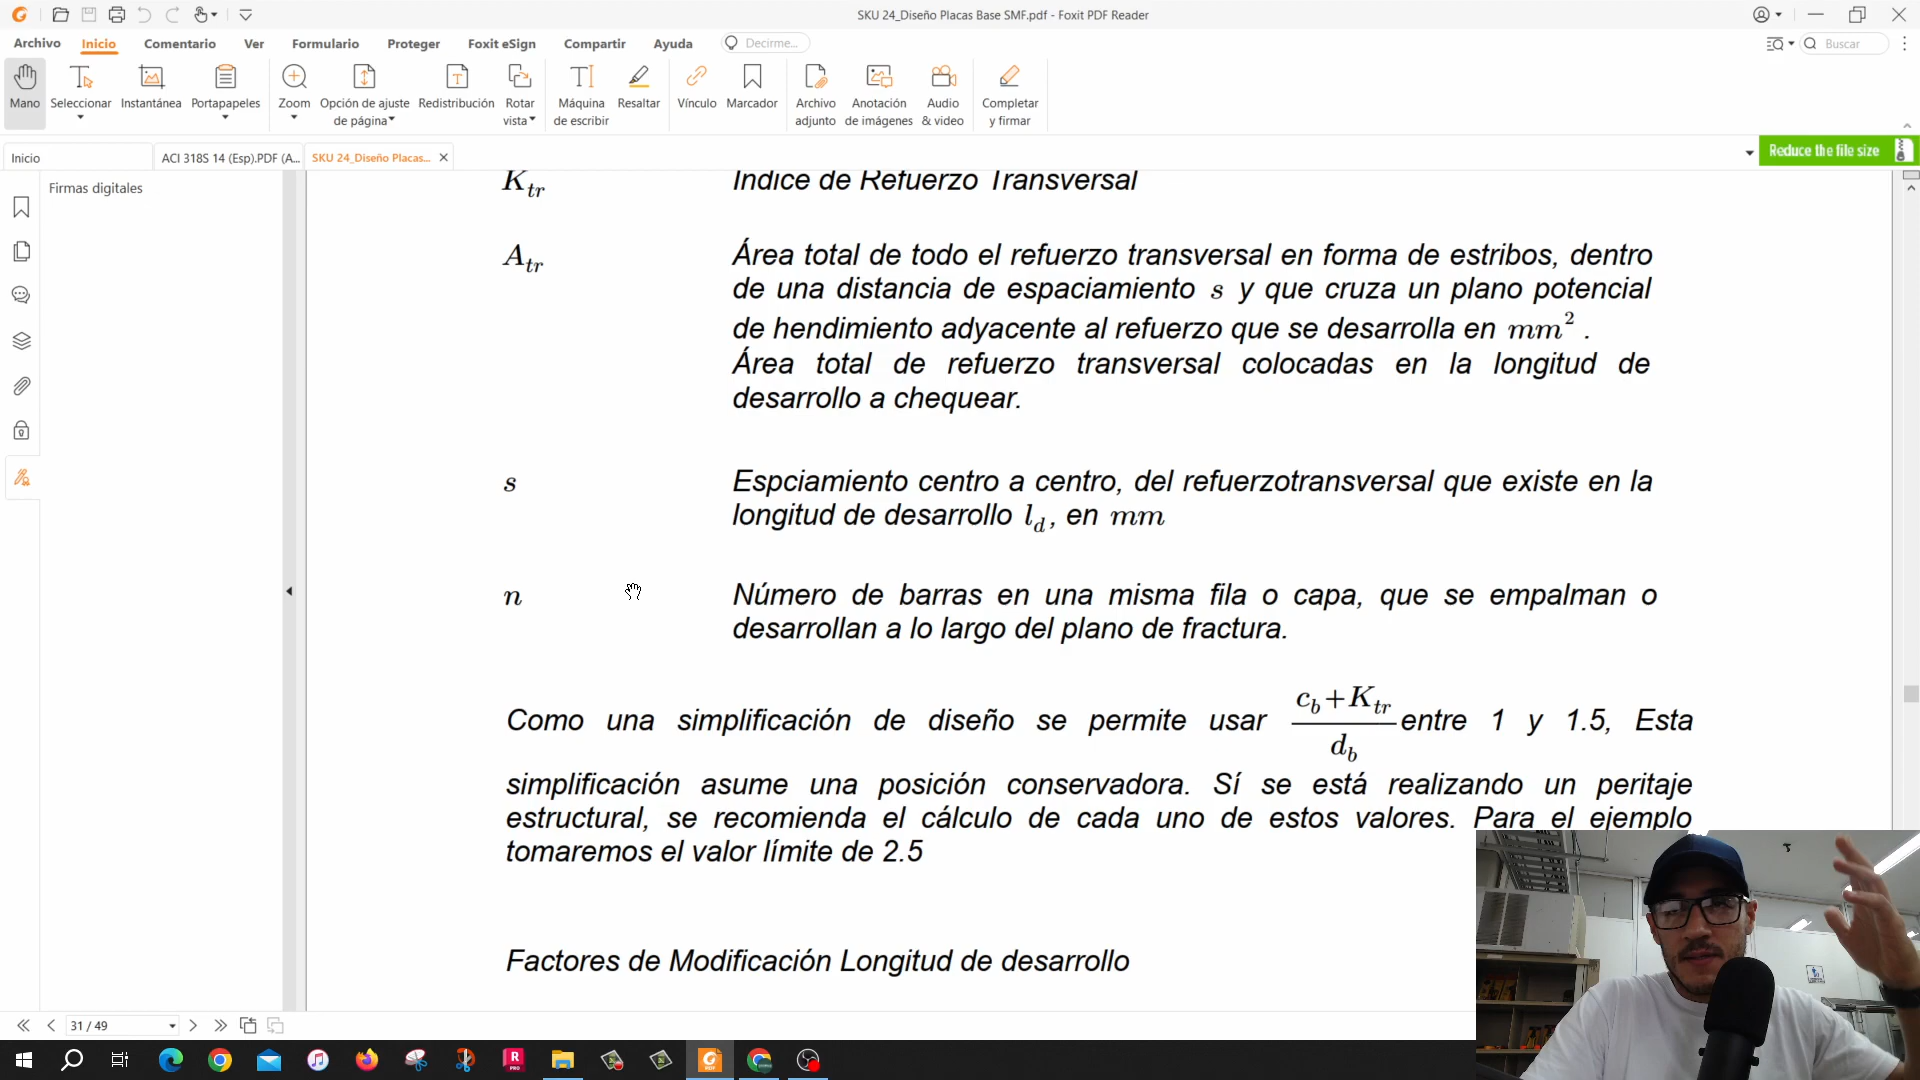 SKU 24_Diseño Placas Base SMF.pdf - Foxit PDF Reader
Archivo Inicio Comentario Ver Formulario Proteger Foxit eSign Compartir Ayuda Decirme... Buscar
Mano Seleccionar Instantánea Portapapeles Zoom Opción de ajuste Redistribución Rotar Máquina Resaltar Vínculo Marcador Archivo Anotación Audio Completar
de página vista de escribir adjunto de imágenes & video y firmar
Inicio ACI 318S 14 (Esp).PDF (A... SKU 24_Diseño Placas... Reduce the file size
Firmas digitales
K_tr Indice de Refuerzo Transversal
A_tr Área total de todo el refuerzo transversal en forma de estribos, dentro
de una distancia de espaciamiento s y que cruza un plano potencial
de hendimiento adyacente al refuerzo que se desarrolla en mm² .
Área total de refuerzo transversal colocadas en la longitud de
desarrollo a chequear.
s Espciamiento centro a centro, del refuerzotransversal que existe en la
longitud de desarrollo l_d, en mm
n Número de barras en una misma fila o capa, que se empalman o
desarrollan a lo largo del plano de fractura.
Como una simplificación de diseño se permite usar (c_b+K_tr)/d_b entre 1 y 1.5, Esta
simplificación asume una posición conservadora. Sí se está realizando un peritaje
estructural, se recomienda el cálculo de cada uno de estos valores. Para el ejemplo
tomaremos el valor límite de 2.5
Factores de Modificación Longitud de desarrollo
31 / 49